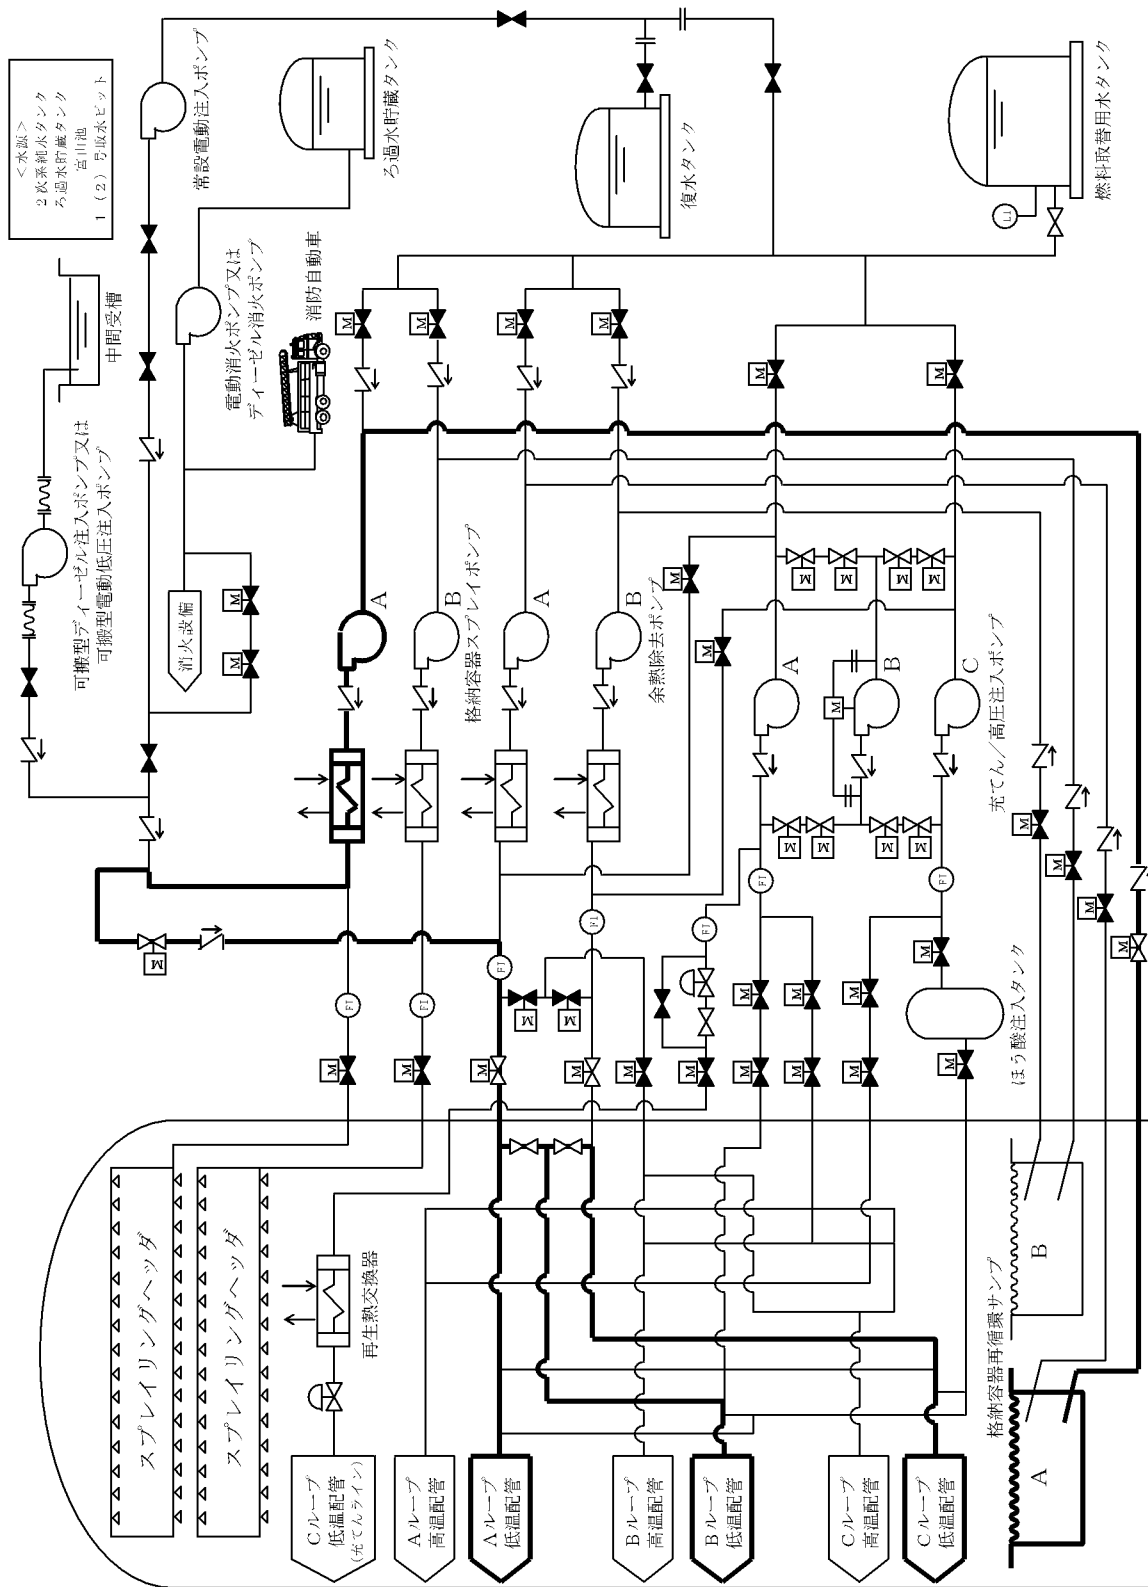 <水源>
2次系純水タンク
ろ過水貯蔵タンク
宮山池
1(2)号取水ピット
常設電動注入ポンプ
ろ過水貯蔵タンク
復水タンク
燃料取替用水タンク
LI
中間受槽
可搬型ディーゼル注入ポンプ又は
可搬型電動低圧注入ポンプ
電動消火ポンプ又は
ディーゼル消火ポンプ
消防自動車
消火設備
M
M
M
M
M
M
M
M
A
B
格納容器スプレイポンプ
A
B
余熱除去ポンプ
M
M
M
M
M
M
A
M
B
C
充てん/高圧注入ポンプ
M
M
M
M
M
M
M
M
M
M
FI
FI
FI
FI
FI
FI
FI
M
M
M
M
M
M
ほう酸注入タンク
M
M
M
M
M
M
M
M
M
M
スプレイリングヘッダ
スプレイリングヘッダ
再生熱交換器
格納容器再循環サンプ
B
A
Cループ
低温配管
(充てんライン)
Aループ
高温配管
Aループ
低温配管
Bループ
高温配管
Bループ
低温配管
Cループ
高温配管
Cループ
低温配管